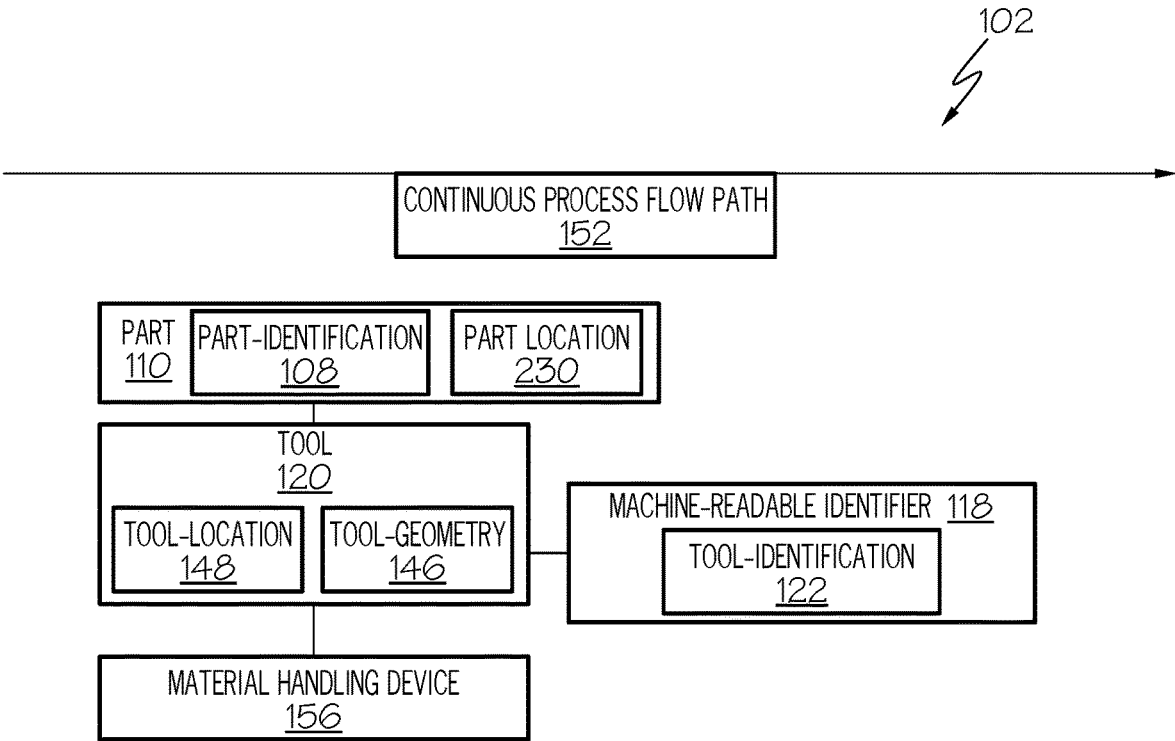 102
CONTINUOUS PROCESS FLOW PATH
152
PART
110
PART-IDENTIFICATION
108
PART LOCATION
230
TOOL
120
TOOL-LOCATION
148
TOOL-GEOMETRY
146
MACHINE-READABLE IDENTIFIER 118
TOOL-IDENTIFICATION
122
MATERIAL HANDLING DEVICE
156